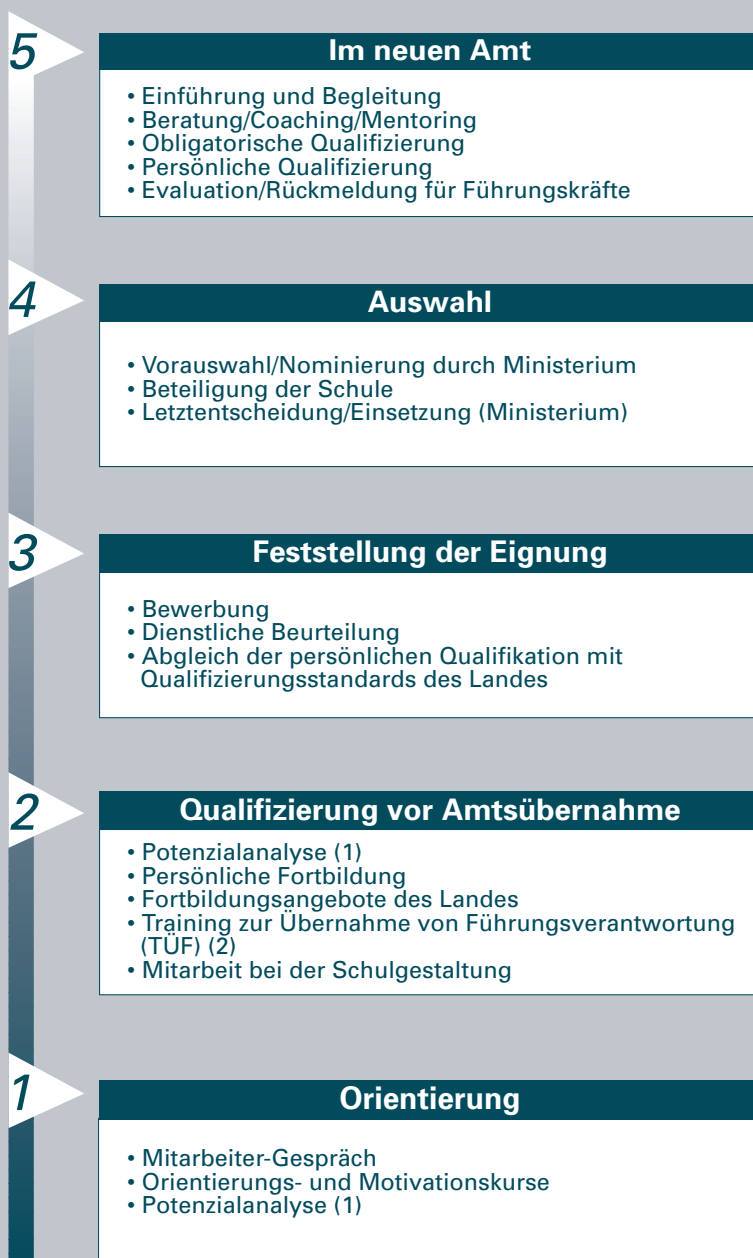 5
Im neuen Amt
• Einführung und Begleitung
• Beratung/Coaching/Mentoring
• Obligatorische Qualifizierung
• Persönliche Qualifizierung
• Evaluation/Rückmeldung für Führungskräfte
4
Auswahl
• Vorauswahl/Nominierung durch Ministerium
• Beteiligung der Schule
• Letztentscheidung/Einsetzung (Ministerium)
3
Feststellung der Eignung
• Bewerbung
• Dienstliche Beurteilung
• Abgleich der persönlichen Qualifikation mit
Qualifizierungsstandards des Landes
2
Qualifizierung vor Amtsübernahme
• Potenzialanalyse (1)
• Persönliche Fortbildung
• Fortbildungsangebote des Landes
• Training zur Übernahme von Führungsverantwortung
(TÜF) (2)
• Mitarbeit bei der Schulgestaltung
1
Orientierung
• Mitarbeiter-Gespräch
• Orientierungs- und Motivationskurse
• Potenzialanalyse (1)